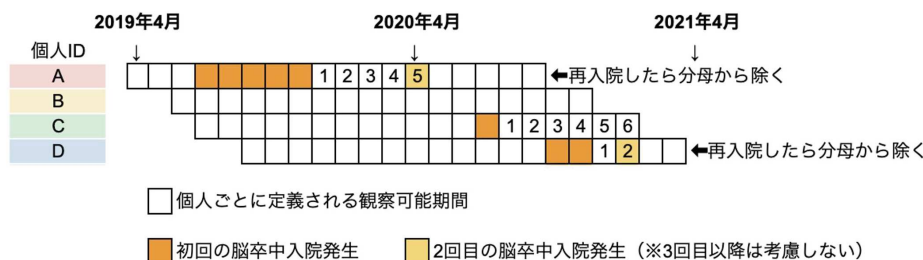 2019年4月 2020年4月 2021年4月
↓ ↓ ↓
個人ID
A 1 2 3 4 5 ←再入院したら分母から除く
B
C 1 2 3 4 5 6
D 1 2 ←再入院したら分母から除く
個人ごとに定義される観察可能期間
初回の脳卒中入院発生 2回目の脳卒中入院発生（※3回目以降は考慮しない）